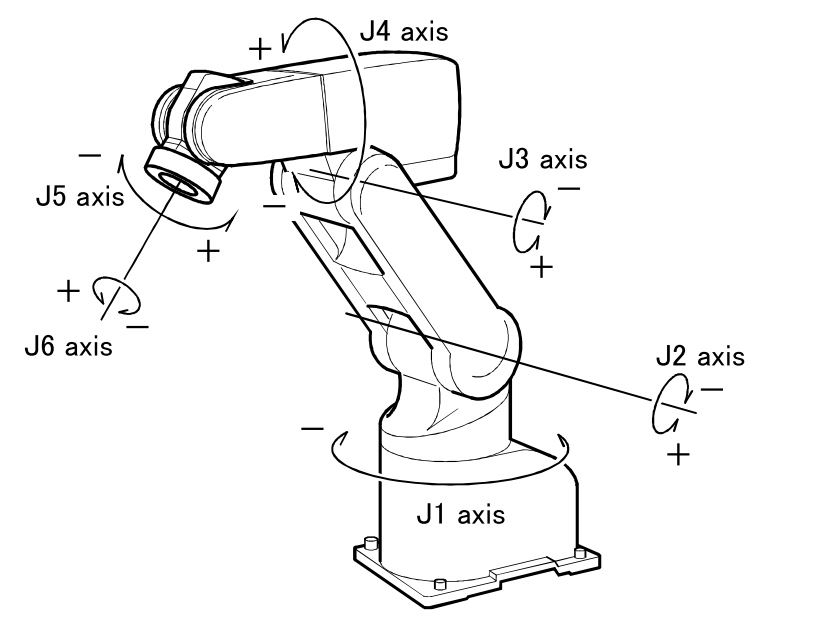 + J4 axis
− J3 axis −
J5 axis
−
+ +
+ −
J6 axis
J2 axis
−
− +
J1 axis